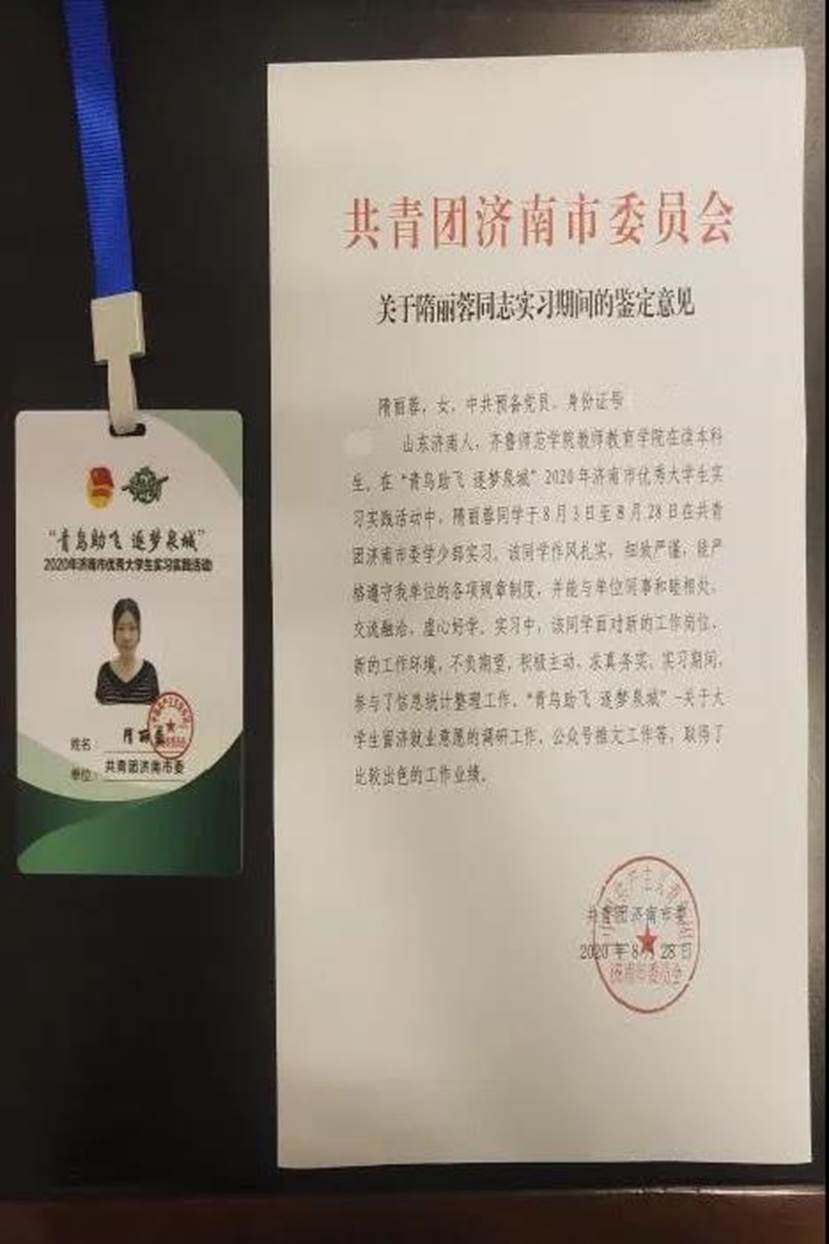 “青鸟助飞 逐梦泉城”
2020年济南市优秀大学生实习实践活动
姓名：
单位：共青团济南市委
共青团济南市委员会
关于隋丽蓉同志实习期间的鉴定意见
隋丽蓉，女，中共预备党员，身份证号
山东济南人，齐鲁师范学院教师教育学院在读本科
生。在“青鸟助飞 逐梦泉城”2020年济南市优秀大学生实
习实践活动中，隋丽蓉同学于8月3日至8月28日在共青
团济南市委学少部实习。该同学作风扎实，细致严谨，能严
格遵守我单位的各项规章制度，并能与单位同事和睦相处，
交流融洽，虚心好学。实习中，该同学面对新的工作岗位、
新的工作环境，不负期望，积极主动，求真务实。实习期间，
参与了信息统计整理工作、“青鸟助飞 逐梦泉城”-关于大
学生留济就业意愿的调研工作、公众号推文工作等，取得了
比较出色的工作业绩。
共青团济南市委
2020年8月28日
济南市委员会